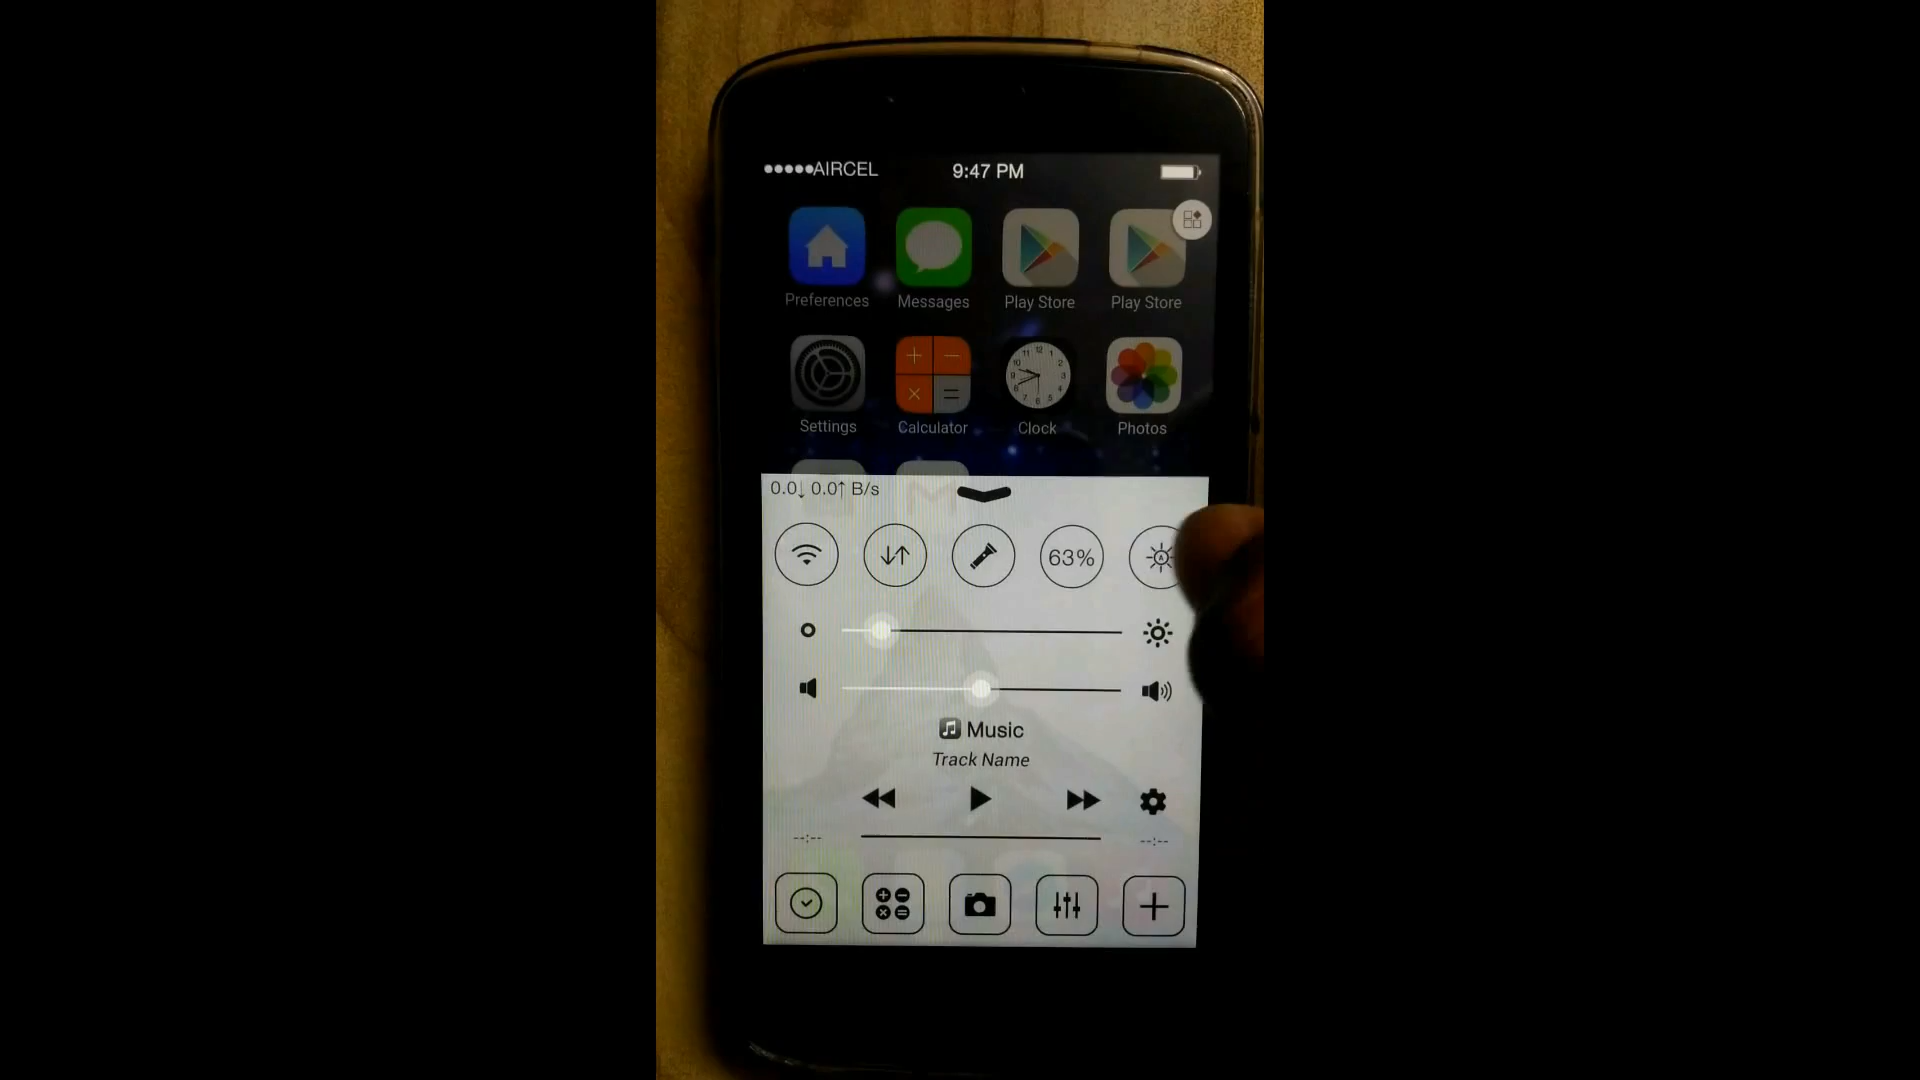 AIRCEL 9:47 PM
Preferences Messages Play Store Play Store
Settings Calculator Clock Photos
0.0↓ 0.0↑ B/s
63%
Music
Track Name
--:-- --:--